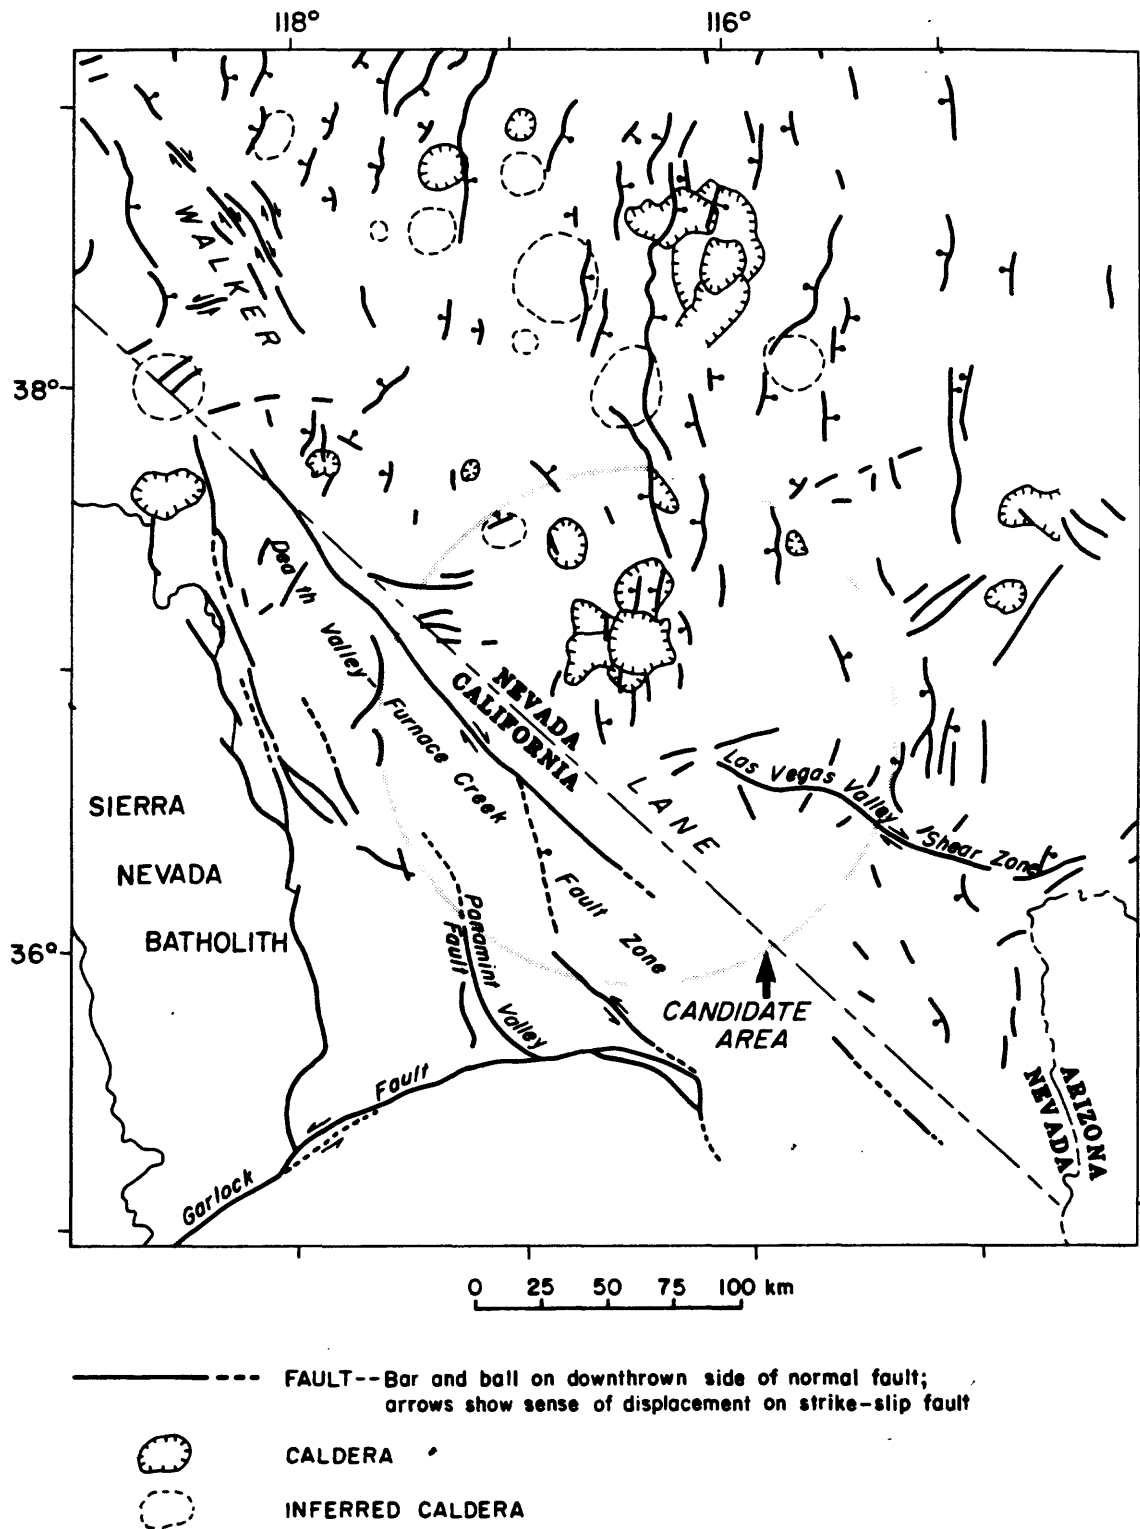 118° 116°
WALKER
38°
Death Valley - Furnace Creek Fault Zone
NEVADA
CALIFORNIA
LANE
Las Vegas Valley Shear Zone
SIERRA
NEVADA
BATHOLITH
Panamint Valley
Fault
36°
CANDIDATE
AREA
Garlock Fault
ARIZONA
NEVADA
0 25 50 75 100 km
FAULT--Bar and ball on downthrown side of normal fault;
arrows show sense of displacement on strike-slip fault
CALDERA
INFERRED CALDERA